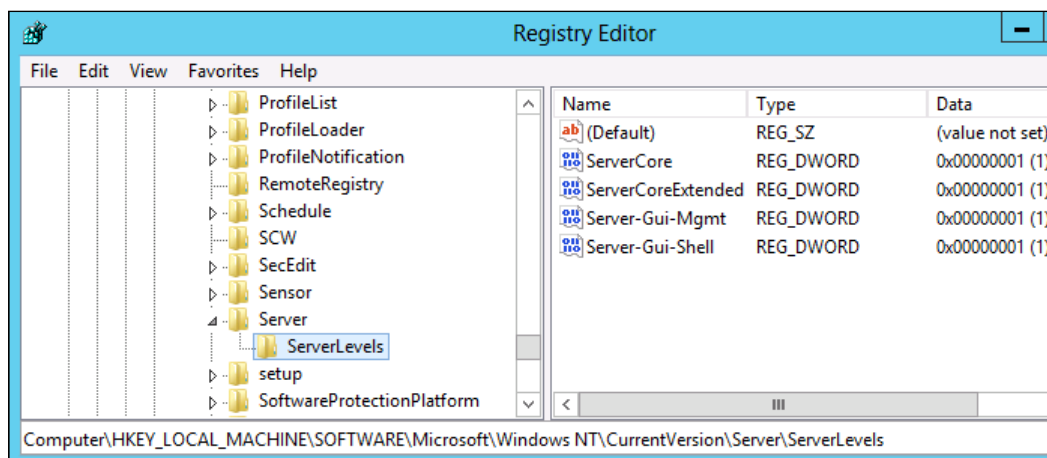 Registry Editor
File Edit View Favorites Help
ProfileList
ProfileLoader
ProfileNotification
RemoteRegistry
Schedule
SCW
SecEdit
Sensor
Server
ServerLevels
setup
SoftwareProtectionPlatform
Name Type Data
ab (Default) REG_SZ (value not set)
ServerCore REG_DWORD 0x00000001 (1)
ServerCoreExtended REG_DWORD 0x00000001 (1)
Server-Gui-Mgmt REG_DWORD 0x00000001 (1)
Server-Gui-Shell REG_DWORD 0x00000001 (1)
Computer\HKEY_LOCAL_MACHINE\SOFTWARE\Microsoft\Windows NT\CurrentVersion\Server\ServerLevels